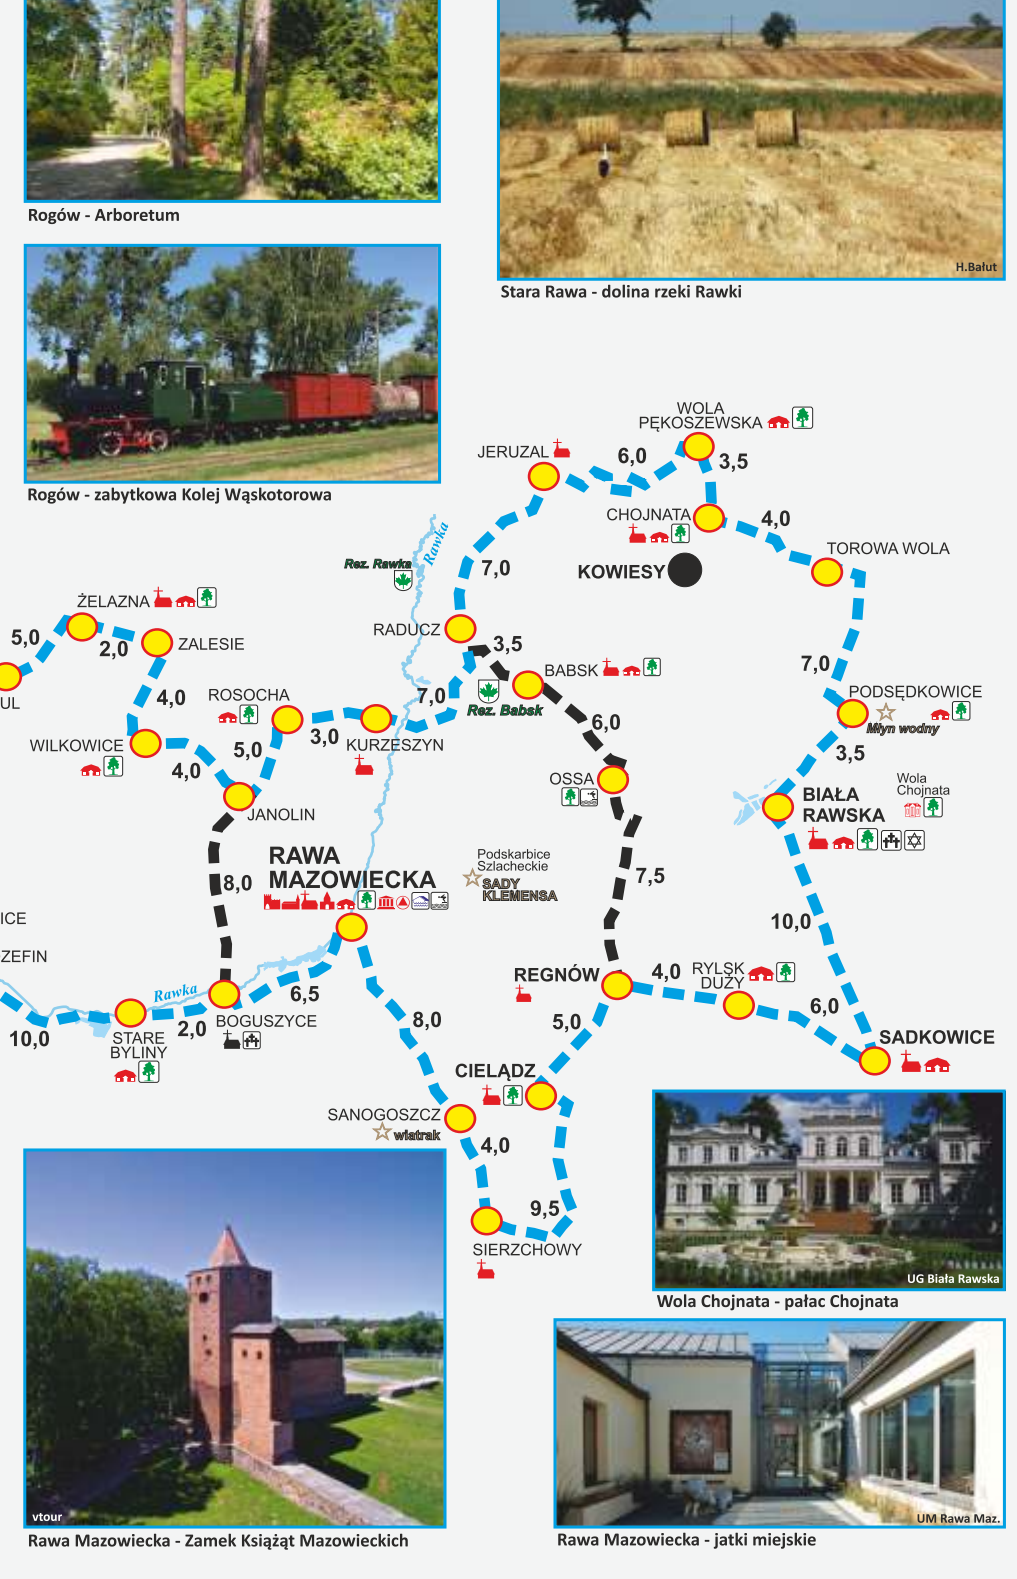 Rogów - Arboretum
H.Bałut
Stara Rawa - dolina rzeki Rawki
Rogów - zabytkowa Kolej Wąskotorowa
WOLA
PĘKOSZEWSKA
JERUZAL
6,0
3,5
CHOJNATA
4,0
TOROWA WOLA
KOWIESY
Rawka
Rez. Rawka
7,0
RADUCZ
3,5
ŻELAZNA
5,0
2,0
ZALESIE
UL
4,0
ROSOCHA
BABSK
7,0
Rez. Babsk
7,0
PODSĘDKOWICE
Młyn wodny
WILKOWICE
4,0
5,0
3,0
KURZESZYN
6,0
3,5
OSSA
JANOLIN
BIAŁA
RAWSKA
Wola
Chojnata
RAWA
MAZOWIECKA
Podskarbice
Szlacheckie
SADY
KLEMENSA
8,0
7,5
10,0
ICE
ZEFIN
REGNÓW
4,0
RYLSK
DUŻY
6,0
Rawka
6,5
10,0
STARE
BYLINY
2,0
BOGUSZYCE
8,0
5,0
SADKOWICE
CIELĄDZ
SANOGOSZCZ
wiatrak
4,0
9,5
SIERZCHOWY
UG Biała Rawska
Wola Chojnata - pałac Chojnata
vtour
Rawa Mazowiecka - Zamek Książąt Mazowieckich
UM Rawa Maz.
Rawa Mazowiecka - jatki miejskie